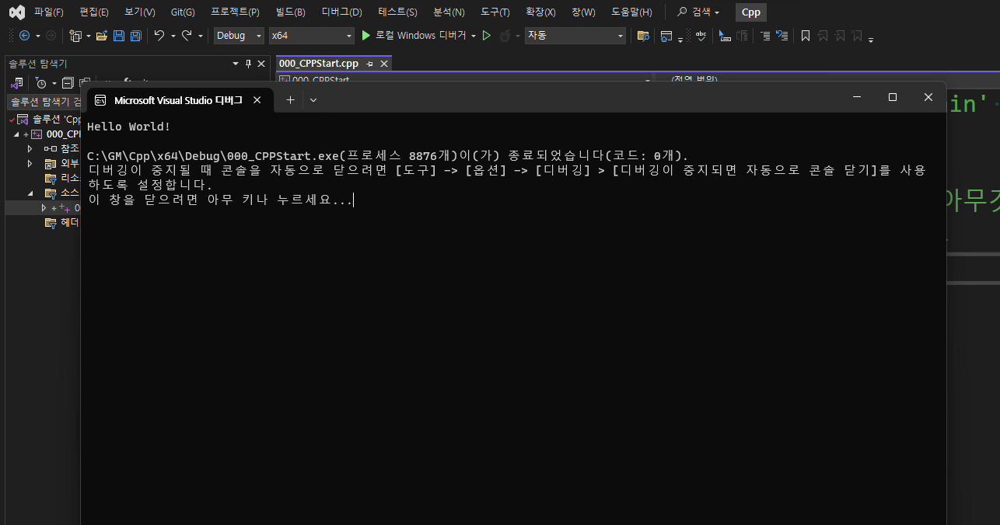 파일(F) 편집(E) 보기(V) Git(G) 프로젝트(P) 빌드(B) 디버그(D) 테스트(S) 분석(N) 도구(T) 확장(X) 창(W) 도움말(H) 검색 Cpp
Debug x64 로컬 Windows 디버거 자동
솔루션 탐색기
000_CPPStart.cpp
000_CPPStart (전역 범위)
솔루션 탐색기 검
솔루션 'Cpp
000_CPI
참조
외부
리소
소스
0
헤더
Microsoft Visual Studio 디버그
Hello World!
C:\GM\Cpp\x64\Debug\000_CPPStart.exe(프로세스 8876개)이(가) 종료되었습니다(코드: 0개).
디버깅이 중지될 때 콘솔을 자동으로 닫으려면 [도구] -> [옵션] -> [디버깅] > [디버깅이 중지되면 자동으로 콘솔 닫기]를 사용
하도록 설정합니다.
이 창을 닫으려면 아무 키나 누르세요...
in'
아무것